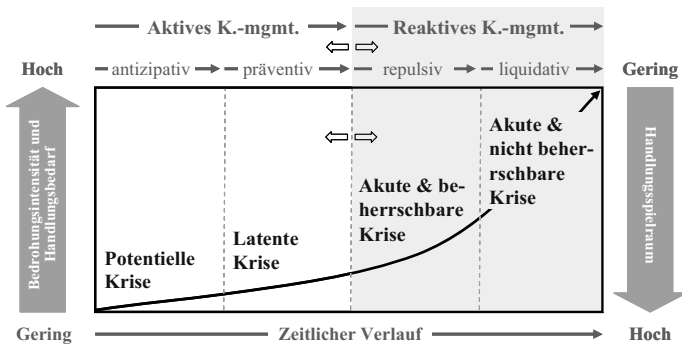 Aktives K.-mgmt. Reaktives K.-mgmt.
Hoch antizipativ präventiv repulsiv liquidativ Gering
Bedrohungsintensität und
Handlungsbedarf
Potentielle
Krise
Latente
Krise
Akute & be-
herrschbare
Krise
Akute &
nicht beher-
rschbare
Krise
Handlungsspielraum
Gering Zeitlicher Verlauf Hoch